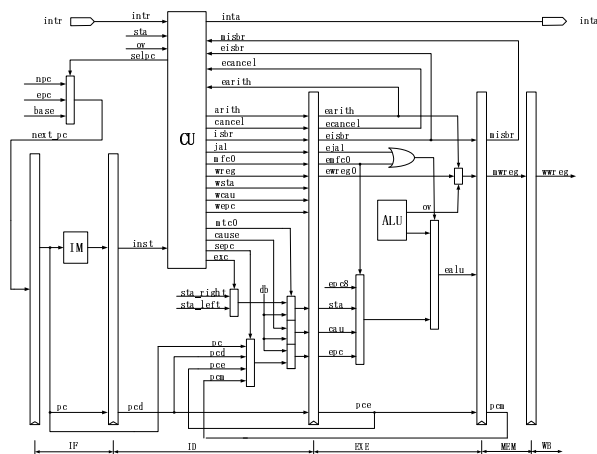 intr intr inta inta
sta misbr
ov eisbr
selpc ecancel
npc earith
epc
base
next_pc
CU
arith earith
cancel ecancel
isbr eisbr misbr
jal ejal
mfc0 emfc0
wreg ewreg0 mwreg wwreg
wsta
wcau
wepc
mtc0 ALU ov
cause
sepc
exc
IM inst
ealu
db epc8
sta_right
sta_left sta
cau
pc epc
pcd
pce
pcm
pc pcd pce pcm
IF ID EXE MEM WB